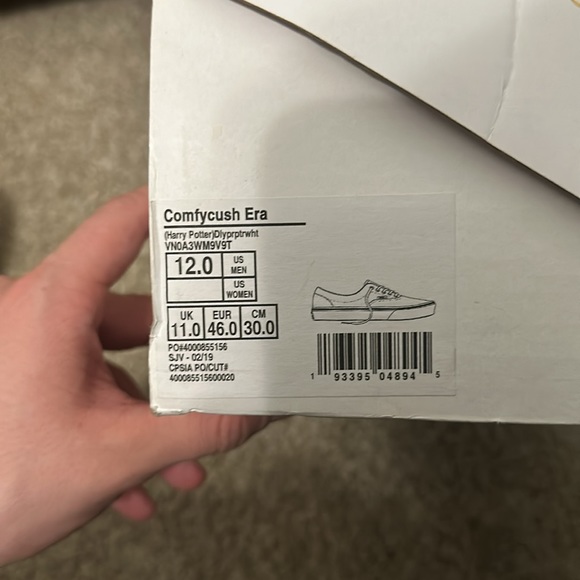 Comfycush Era
(Harry Potter)Dlyprptrwht
VN0A3WM9V9T
12.0 US MEN
US WOMEN
UK EUR CM
11.0 46.0 30.0
PO#4000855156
SJV - 02/19
CPSIA PO/CUT#
400085515600020
1 93395 04894 5